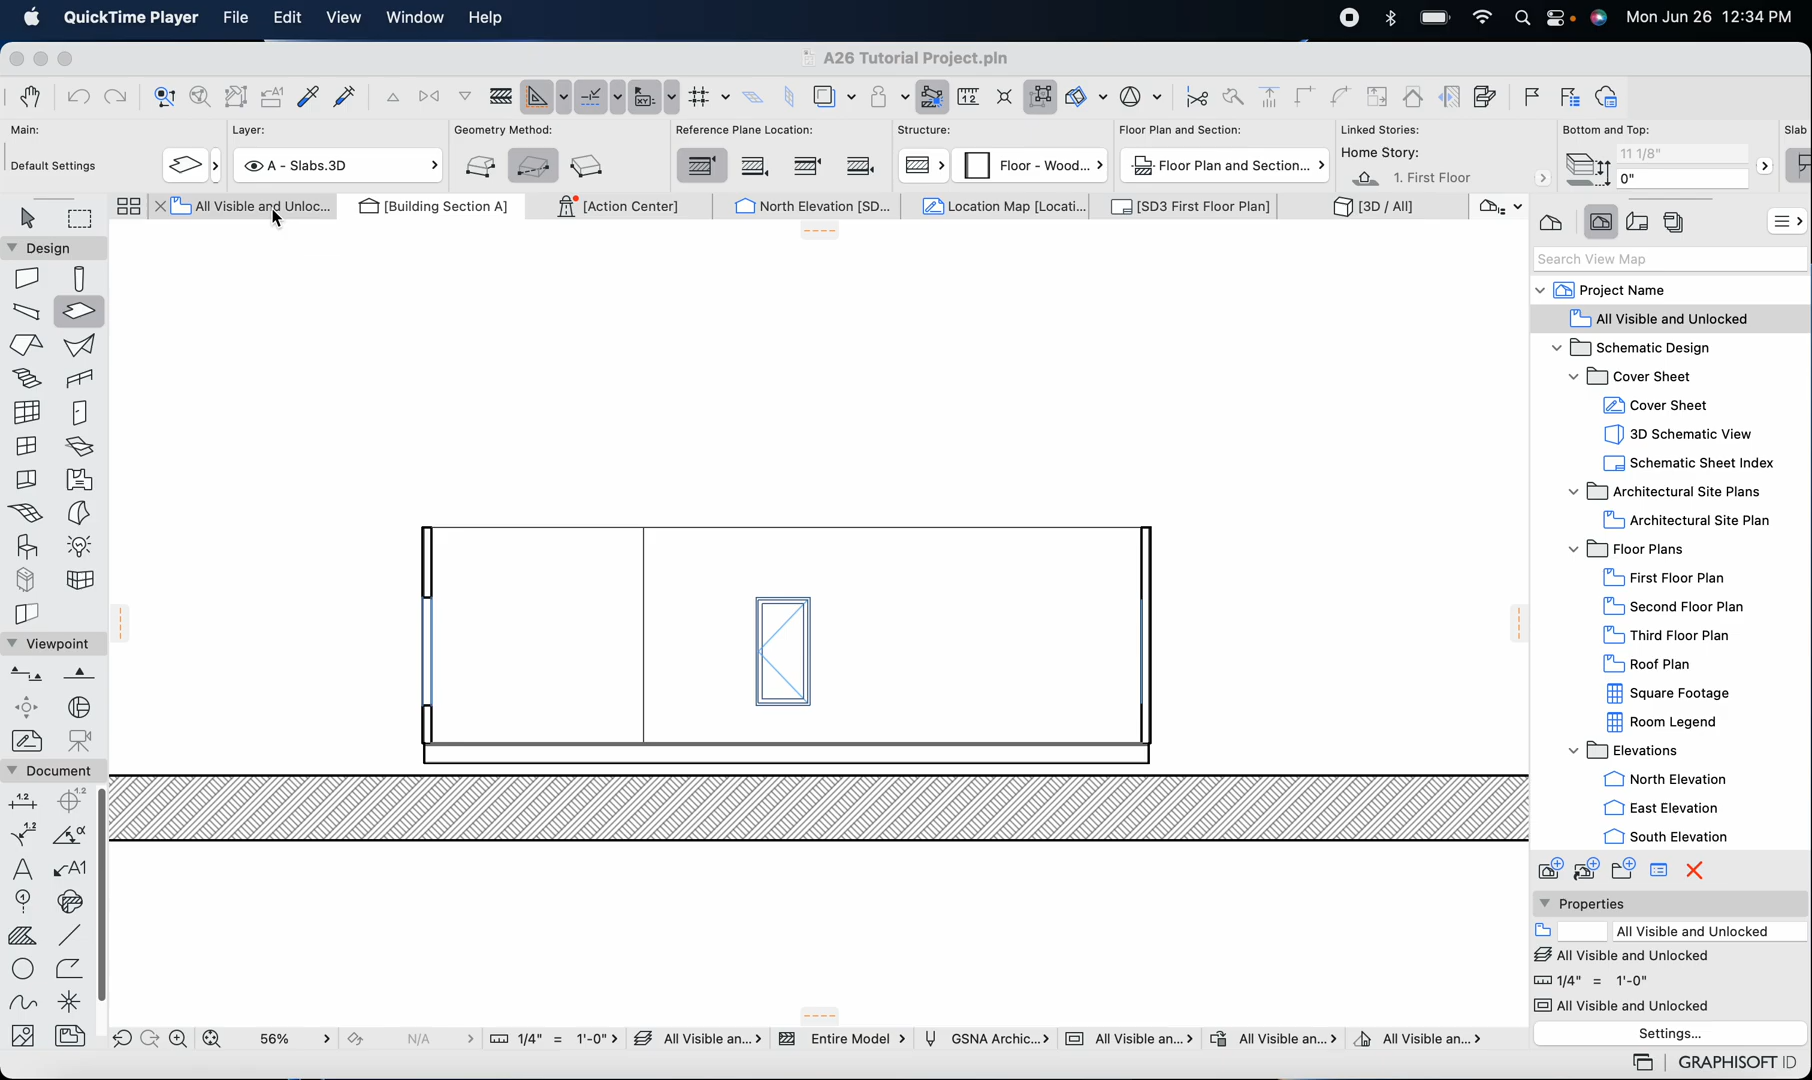 QuickTime Player File Edit View Window Help Mon Jun 26 12:34 PM
A26 Tutorial Project.pln
Main: Layer: Geometry Method: Reference Plane Location: Structure: Floor Plan and Section: Linked Stories: Bottom and Top: Slab
Home Story:
11 1/8"
Default Settings A - Slabs.3D Floor - Wood... Floor Plan and Section...
1. First Floor 0"
All Visible and Unloc... [Building Section A] [Action Center] North Elevation [SD... Location Map [Locati... [SD3 First Floor Plan] [3D / All]
Design
Viewpoint
Document
1.2 1.2
1.2 α
A A1
1
Search View Map
Project Name
All Visible and Unlocked
Schematic Design
Cover Sheet
Cover Sheet
3D Schematic View
Schematic Sheet Index
Architectural Site Plans
Architectural Site Plan
Floor Plans
First Floor Plan
Second Floor Plan
Third Floor Plan
Roof Plan
Square Footage
Room Legend
Elevations
North Elevation
East Elevation
South Elevation
Properties
All Visible and Unlocked
All Visible and Unlocked
1/4" = 1'-0"
All Visible and Unlocked
Settings...
56% N/A 1/4" = 1'-0" All Visible an... Entire Model GSNA Archic... All Visible an... All Visible an... All Visible an...
GRAPHISOFT ID